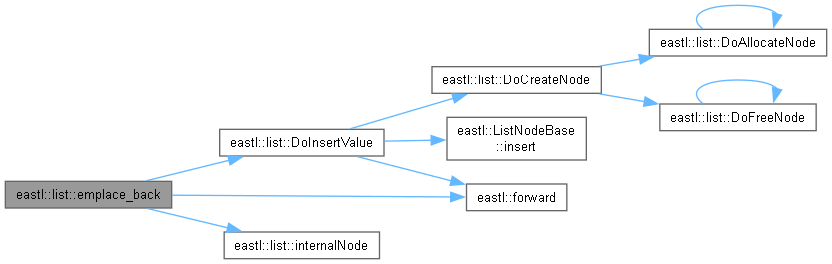 eastl::list::DoAllocateNode
eastl::list::DoCreateNode
eastl::list::DoFreeNode
eastl::list::DoInsertValue
eastl::ListNodeBase
::insert
eastl::list::emplace_back
eastl::forward
eastl::list::internalNode